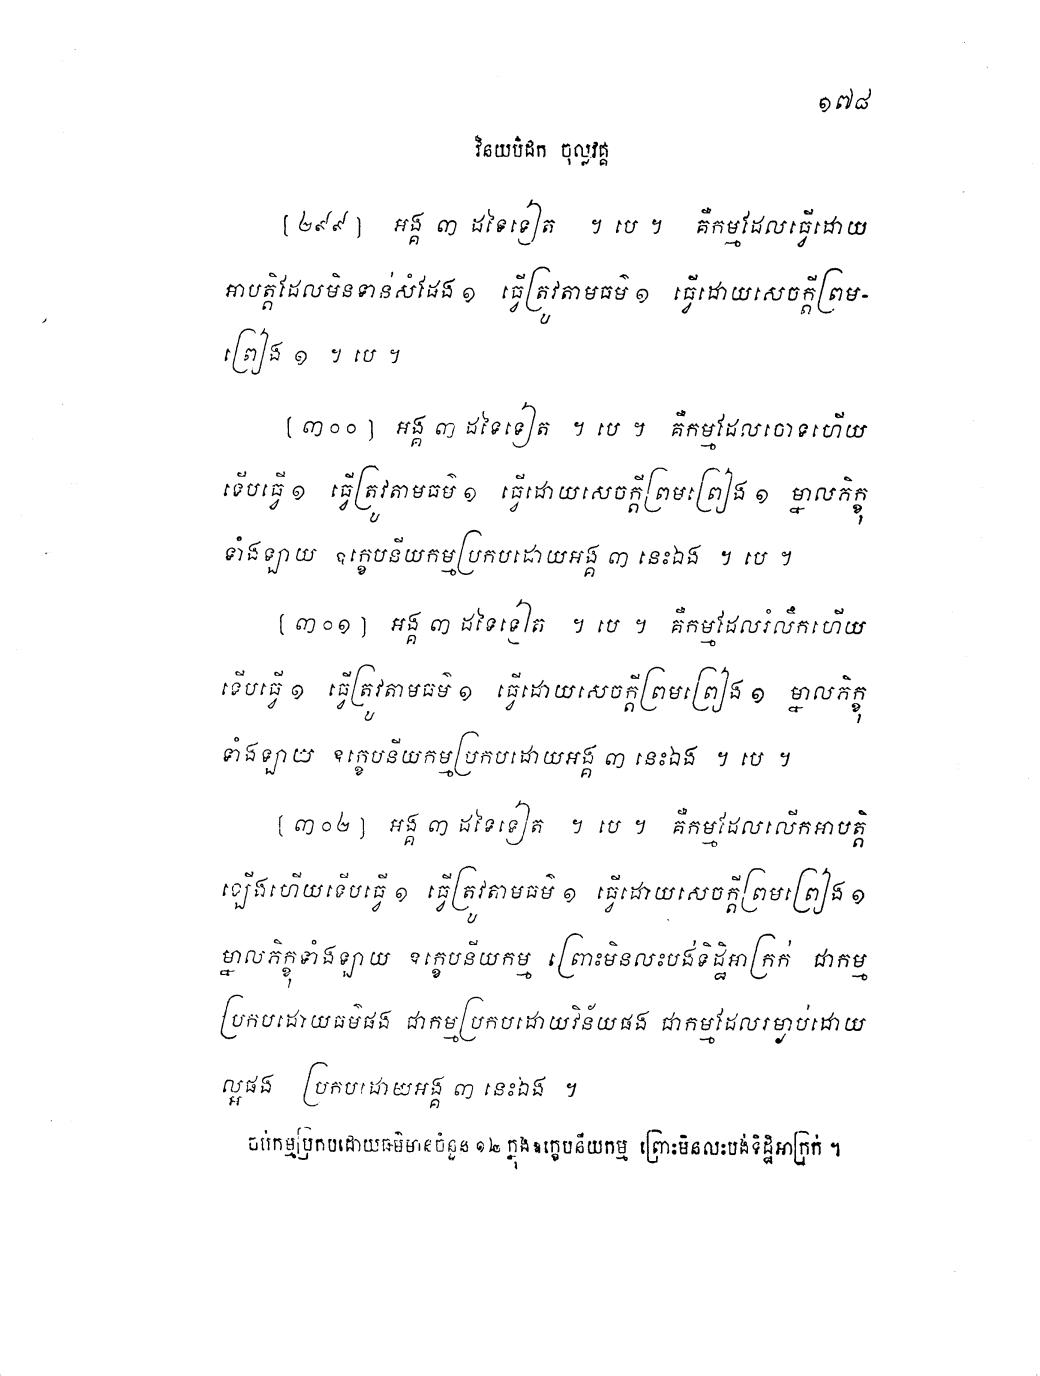 ១៧៨
វិនយបិដក ចុល្លវគ្គ
[២៩៩] អង្គ ៣ ដទៃទៀត ។ បេ ។ គឺកម្មដែលធ្វើដោយ
អាបត្តិដែលមិនទាន់សំដែង ១ ធ្វើត្រូវតាមធម៌ ១ ធ្វើដោយសេចក្តីព្រម-
ព្រៀង ១ ។ បេ ។
[៣០០] អង្គ ៣ ដទៃទៀត ។ បេ ។ គឺកម្មដែលចោទហើយ
ទើបធ្វើ ១ ធ្វើត្រូវតាមធម៌ ១ ធ្វើដោយសេចក្តីព្រមព្រៀង ១ ម្នាលភិក្ខុ
ទាំងឡាយ ឧក្ខេបនីយកម្មប្រកបដោយអង្គ ៣ នេះឯង ។ បេ ។
[៣០១] អង្គ ៣ ដទៃទៀត ។ បេ ។ គឺកម្មដែលរំលឹកហើយ
ទើបធ្វើ ១ ធ្វើត្រូវតាមធម៌ ១ ធ្វើដោយសេចក្តីព្រមព្រៀង ១ ម្នាលភិក្ខុ
ទាំងឡាយ ឧក្ខេបនីយកម្មប្រកបដោយអង្គ ៣ នេះឯង ។ បេ ។
[៣០២] អង្គ ៣ ដទៃទៀត ។ បេ ។ គឺកម្មដែលលើកអាបត្តិ
ឡើងហើយទើបធ្វើ ១ ធ្វើត្រូវតាមធម៌ ១ ធ្វើដោយសេចក្តីព្រមព្រៀង ១
ម្នាលភិក្ខុទាំងឡាយ ឧក្ខេបនីយកម្ម ព្រោះមិនលះបង់ទិដ្ឋិអាក្រក់ ជាកម្ម
ប្រកបដោយធម៌ផង ជាកម្មប្រកបដោយវិន័យផង ជាកម្មដែលរម្ងាប់ដោយ
ល្អផង ប្រកបដោយអង្គ ៣ នេះឯង ។
ចប់កម្មប្រកបដោយធម៌មានចំនួន ១២ ក្នុងឧក្ខេបនីយកម្ម ព្រោះមិនលះបង់ទិដ្ឋិអាក្រក់ ។